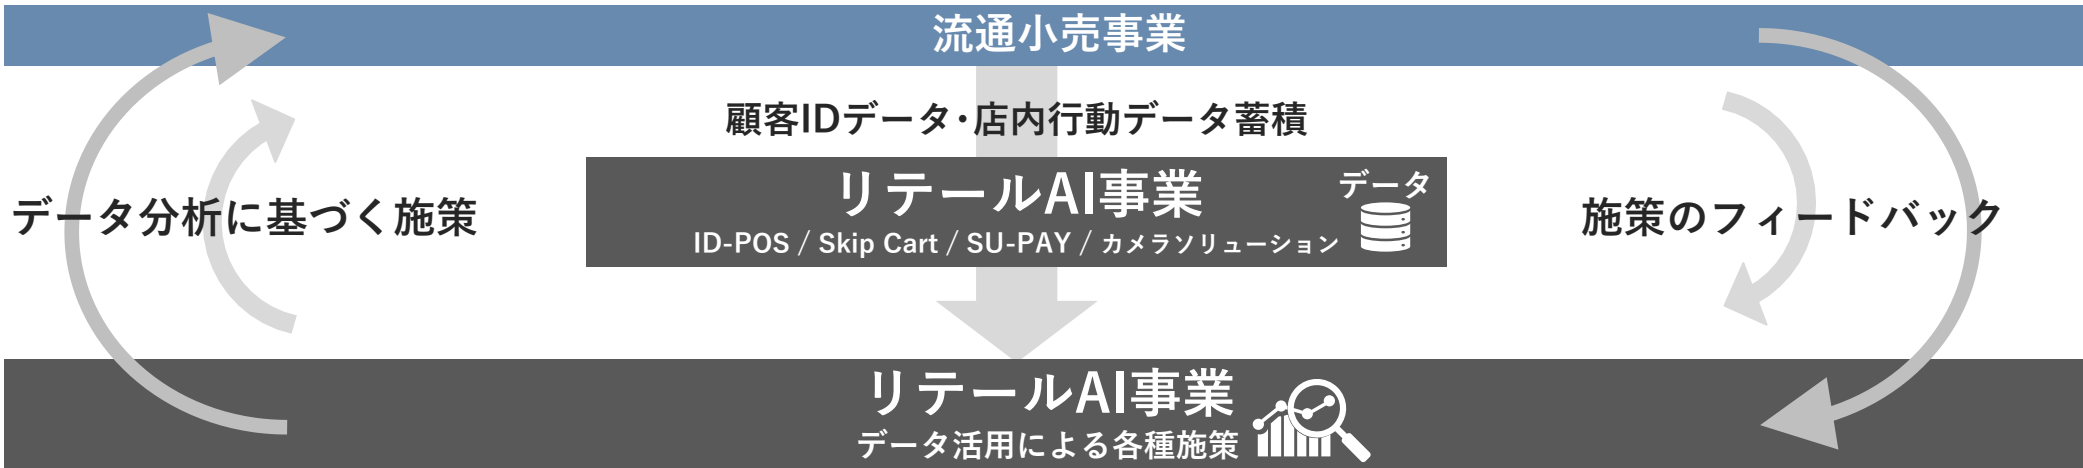 流通小売事業
顧客IDデータ・店内行動データ蓄積
リテールAI事業
データ
ID-POS / Skip Cart / SU-PAY / カメラソリューション
データ分析に基づく施策
施策のフィードバック
リテールAI事業
データ活用による各種施策